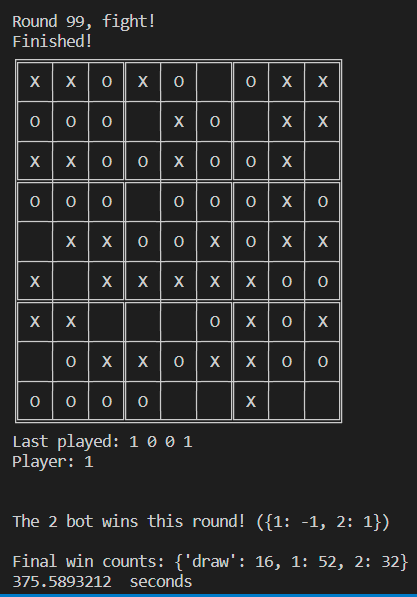 Round 99, fight!
Finished!
X X O X O O X X
O O O X O X X
X X O O X O O X
O O O O O O X O
X X O O X O X X
X X X X X X O O
X X O X O X
O X X O X X O O
O O O O X
Last played: 1 0 0 1
Player: 1
The 2 bot wins this round! ({1: -1, 2: 1})
Final win counts: {'draw': 16, 1: 52, 2: 32}
375.5893212 seconds